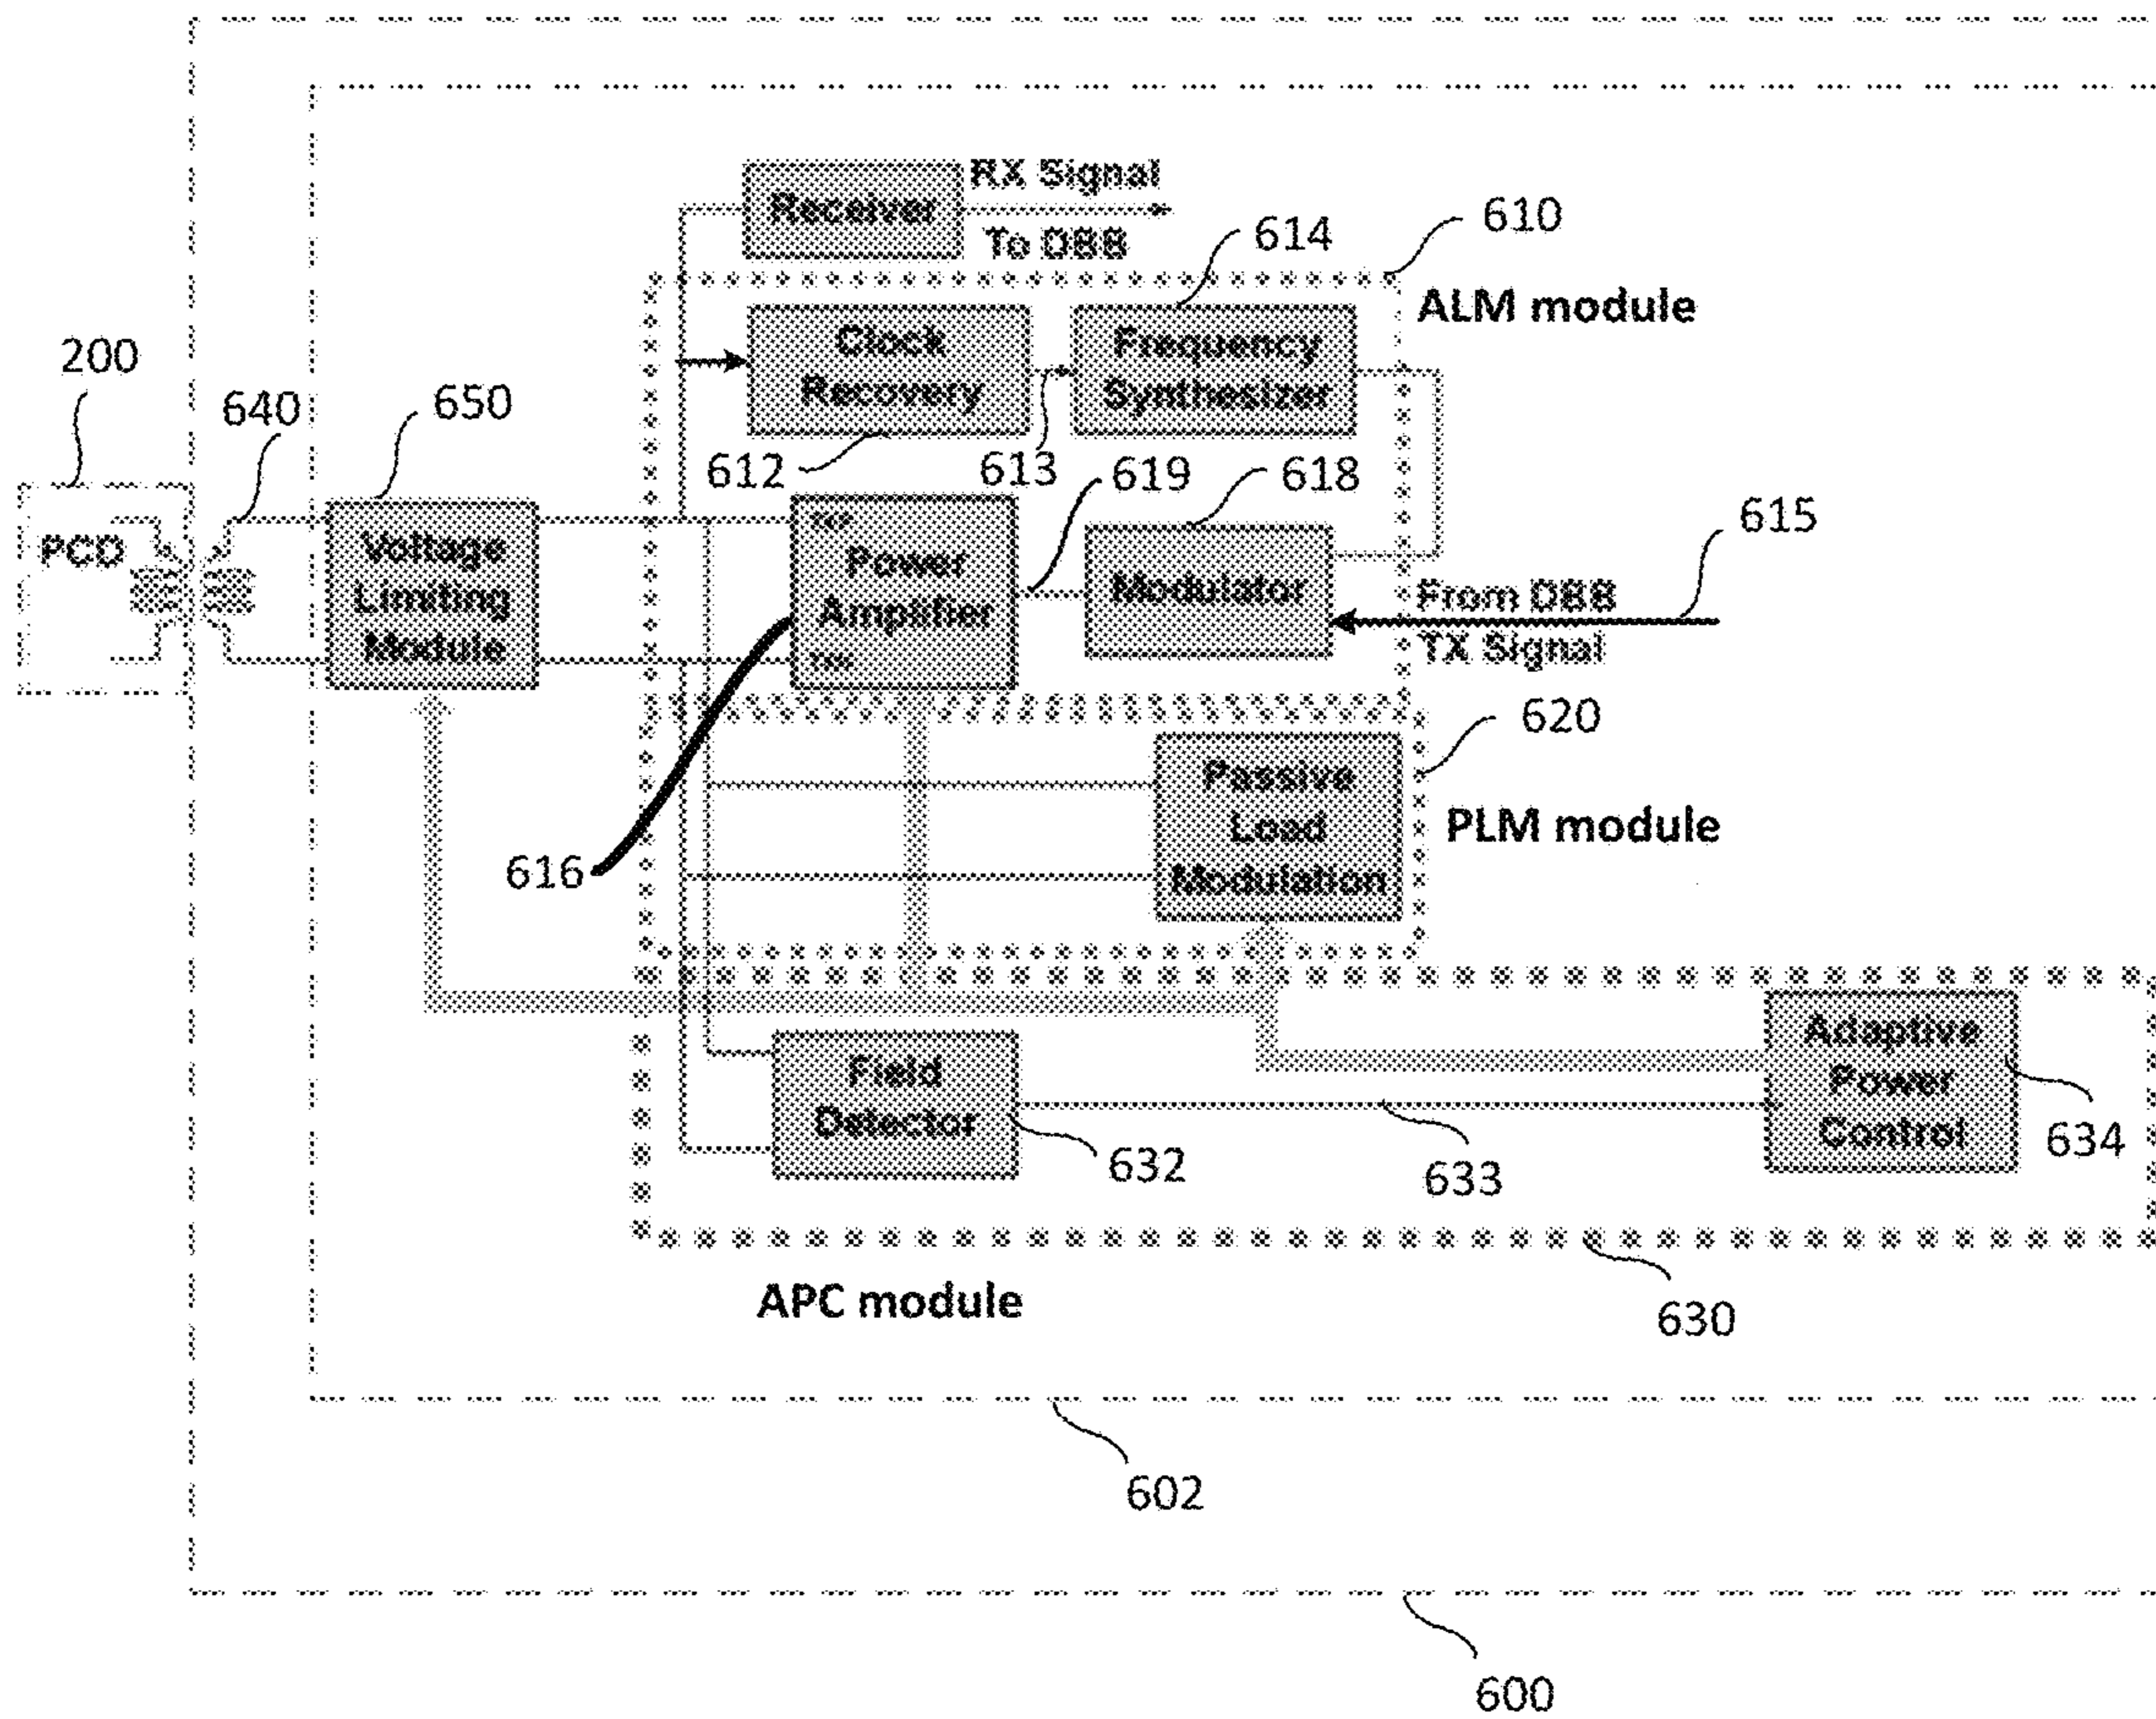 RX Signal
Receiver
To DBB
610
614
ALM module
Clock
Recovery
Frequency
Synthesizer
200
640
650
612
613
619
618
615
PCD
Voltage
Limiting
Module
TXP
Power
Amplifier
Modulator
From DBB
TX Signal
620
Passive
Load
Modulation
PLM module
616
Adaptive
Power
Control
Field
Detector
632
633
634
APC module
630
602
600